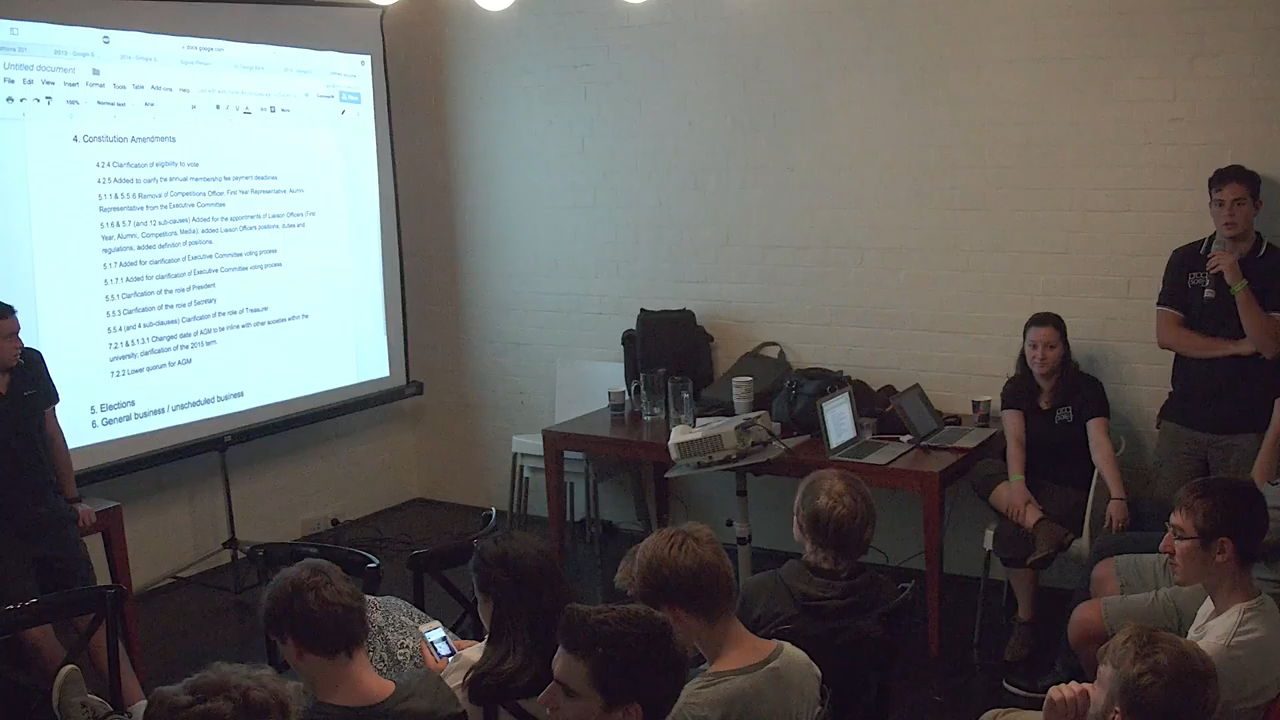 docs.google.com
Untitled document
File Edit View Insert Format Tools Table Add-ons Help
100% Normal text Arial
4. Constitution Amendments
4.2.4 Clarification of eligibility to vote
4.2.5 Added to clarify the annual membership fee payment deadlines
5.1.1 & 5.5.6 Removal of Competitions Officer, First Year Representative, Alumni
Representative from the Executive Committee
5.1.6 & 5.7 (and 12 sub-clauses) Added for the appointments of Liaison Officers (First
Year, Alumni, Competitors, Media), added Liaison Officers positions, duties and
regulations, added definition of positions.
5.1.7 Added for clarification of Executive Committee voting process
5.1.7.1 Added for clarification of Executive Committee voting process
5.5.1 Clarification of the role of President
5.5.3 Clarification of the role of Secretary
5.5.4 (and 4 sub-clauses) Clarification of the role of Treasurer
7.2.1 & 5.1.3.1 Changed date of AGM to be inline with other societies within the
university; clarification of the 2015 term.
7.2.2 Lower quorum for AGM
5. Elections
6. General business / unscheduled business